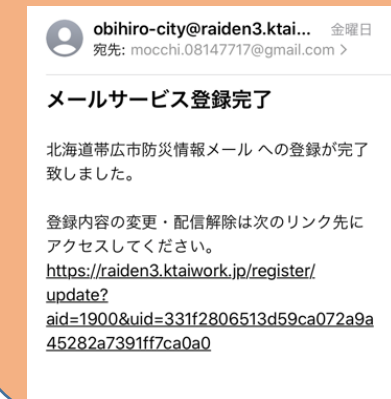 obihiro-city@raiden3.ktai... 金曜日
宛先: mocchi.08147717@gmail.com >
メールサービス登録完了
北海道帯広市防災情報メール への登録が完了
致しました。
登録内容の変更・配信解除は次のリンク先に
アクセスしてください。
https://raiden3.ktaiwork.jp/register/
update?
aid=1900&uid=331f2806513d59ca072a9a
45282a7391ff7ca0a0